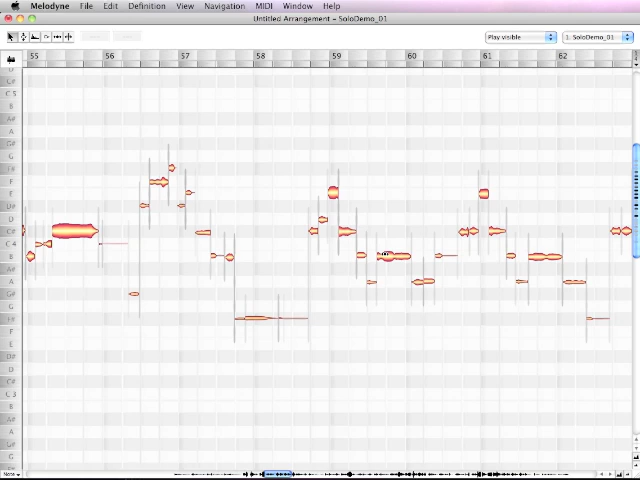 Melodyne File Edit Definition View Navigation MIDI Window Help
Untitled Arrangement – SoloDemo_01
Play visible 1: SoloDemo_01
55 56 57 58 59 60 61 62
C#
C 5
B
A#
A
G#
G
F#
F
E
D#
D
C#
C 4
B
A#
A
G#
G
F#
F
E
D#
D
C#
C 3
B
A#
A
G#
G
Note